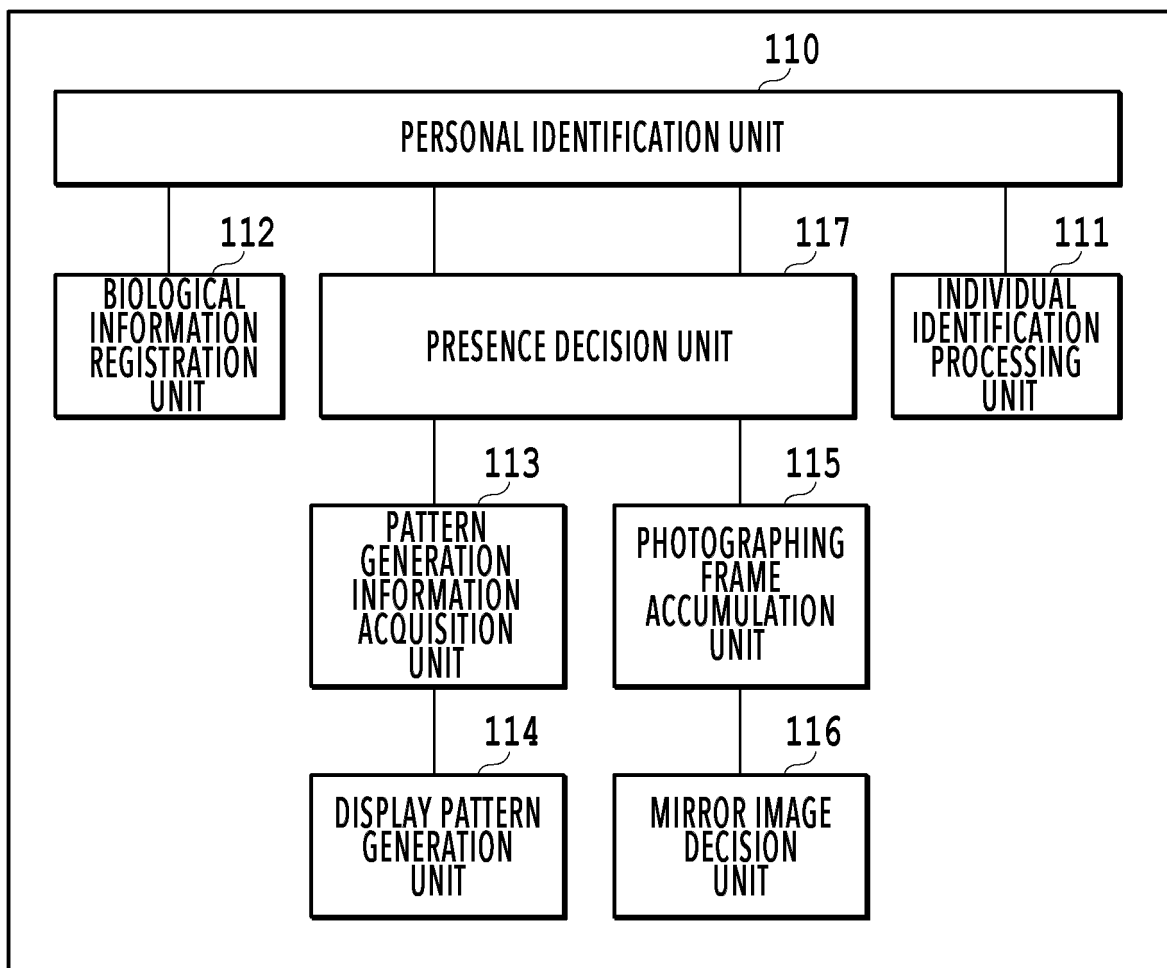 110
PERSONAL IDENTIFICATION UNIT
112
BIOLOGICAL
INFORMATION
REGISTRATION
UNIT
117
PRESENCE DECISION UNIT
111
INDIVIDUAL
IDENTIFICATION
PROCESSING
UNIT
113
PATTERN
GENERATION
INFORMATION
ACQUISITION
UNIT
115
PHOTOGRAPHING
FRAME
ACCUMULATION
UNIT
114
DISPLAY PATTERN
GENERATION
UNIT
116
MIRROR IMAGE
DECISION
UNIT